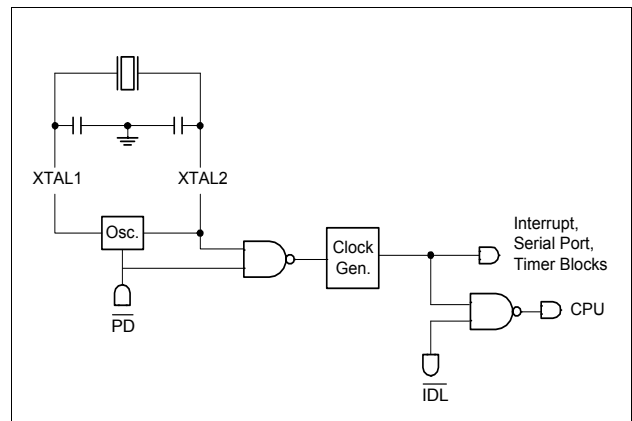 XTAL1
XTAL2
Osc.
PD
Clock
Gen.
Interrupt,
Serial Port,
Timer Blocks
CPU
IDL